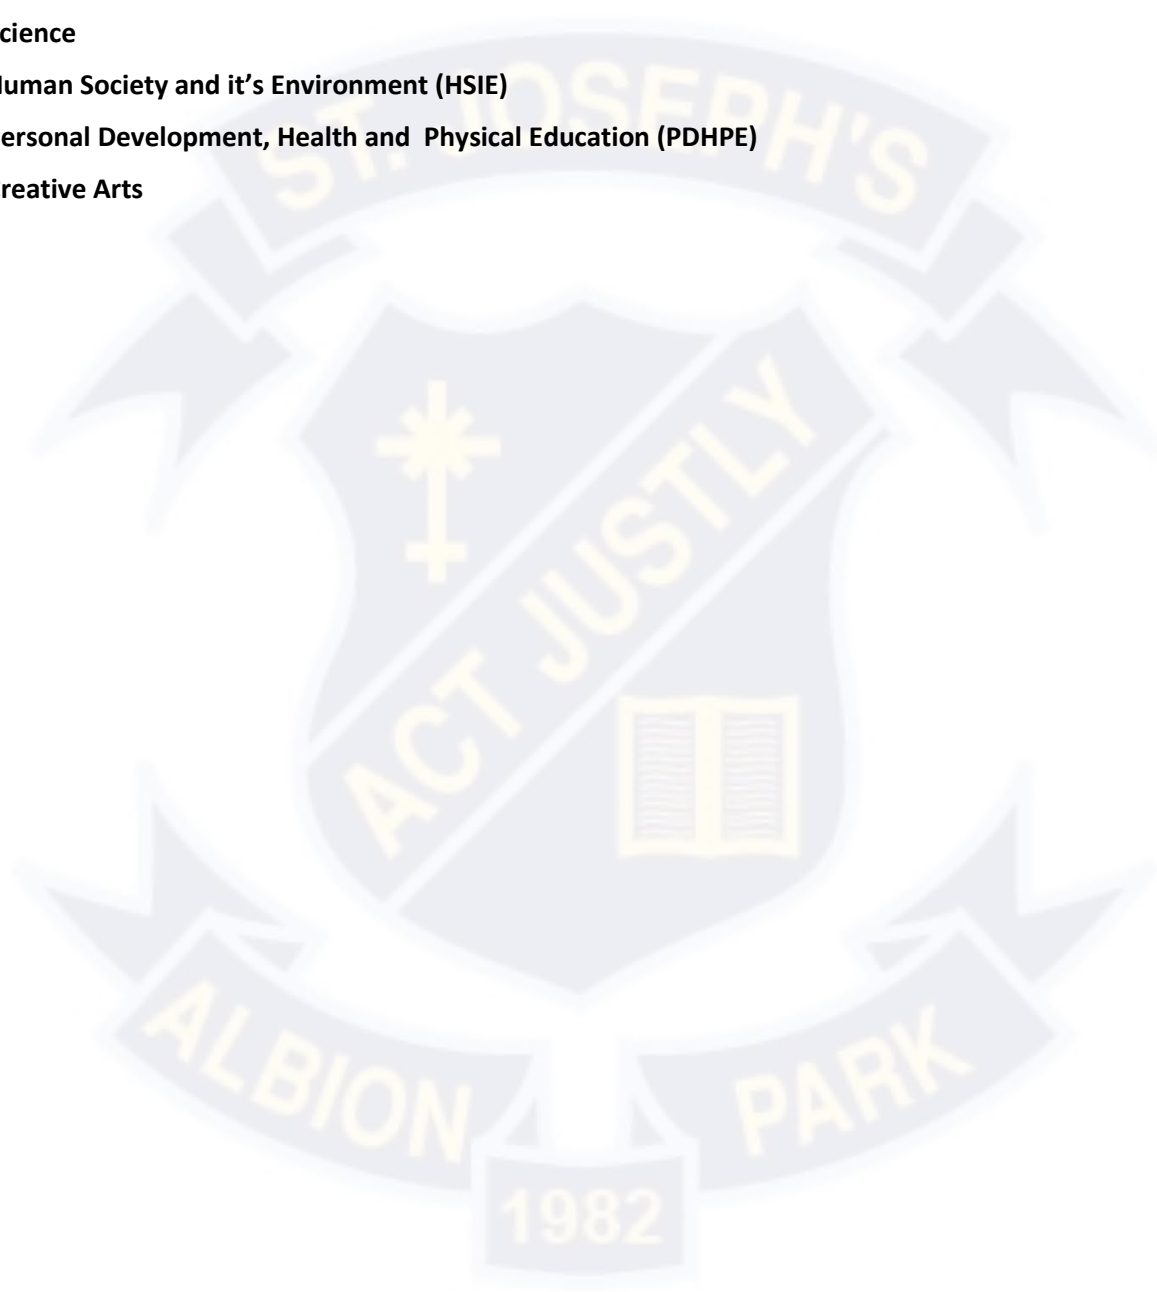 cience
uman Society and it’s Environment (HSIE)
ersonal Development, Health and  Physical Education (PDHPE)
reative Arts
ST. JOSEPH'S
ACT JUSTLY
ALBION PARK
1982